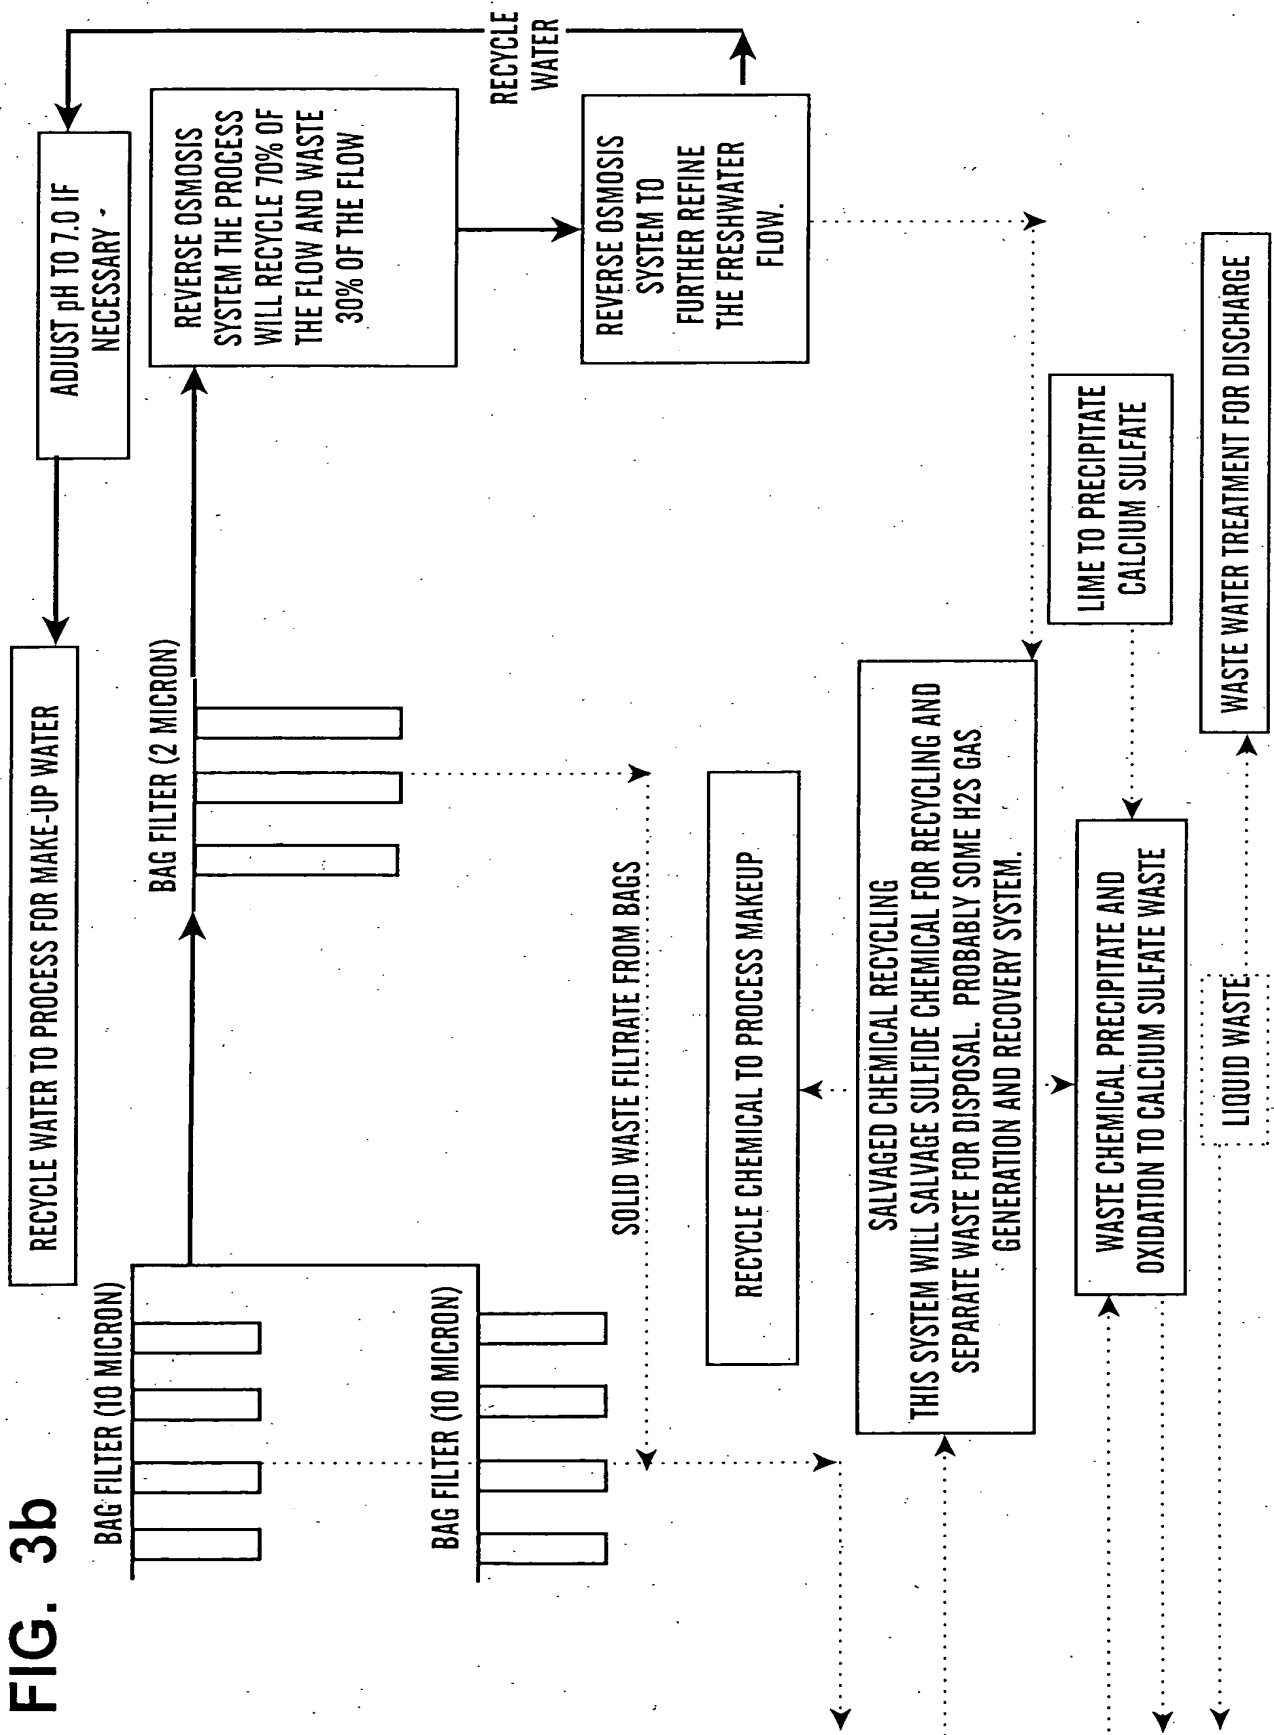 FIG. 3b
RECYCLE WATER TO PROCESS FOR MAKE-UP WATER
ADJUST pH TO 7.0 IF
NECESSARY -
BAG FILTER (10 MICRON)
BAG FILTER (2 MICRON)
REVERSE OSMOSIS
SYSTEM THE PROCESS
WILL RECYCLE 70% OF
THE FLOW AND WASTE
30% OF THE FLOW
BAG FILTER (10 MICRON)
RECYCLE
WATER
SOLID WASTE FILTRATE FROM BAGS
REVERSE OSMOSIS
SYSTEM TO
FURTHER REFINE
THE FRESHWATER
FLOW.
RECYCLE CHEMICAL TO PROCESS MAKEUP
SALVAGED CHEMICAL RECYCLING
THIS SYSTEM WILL SALVAGE SULFIDE CHEMICAL FOR RECYCLING AND
SEPARATE WASTE FOR DISPOSAL. PROBABLY SOME H2S GAS
GENERATION AND RECOVERY SYSTEM.
LIME TO PRECIPITATE
CALCIUM SULFATE
WASTE CHEMICAL PRECIPITATE AND
OXIDATION TO CALCIUM SULFATE WASTE
LIQUID WASTE
WASTE WATER TREATMENT FOR DISCHARGE